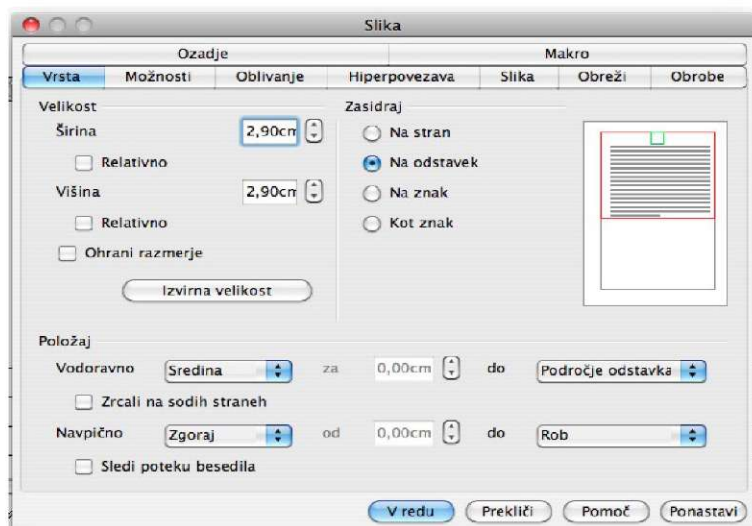 Slika
Ozadje Makro
Vrsta Možnosti Oblivanje Hiperpovezava Slika Obreži Obrobe
Velikost Zasidraj
Širina 2,90cm Na stran
Relativno Na odstavek
Višina 2,90cm Na znak
Relativno Kot znak
Ohrani razmerje
Izvirna velikost
Položaj
Vodoravno Sredina za 0,00cm do Področje odstavka
Zrcali na sodih straneh
Navpično Zgoraj od 0,00cm do Rob
Sledi poteku besedila
V redu Prekliči Pomoč Ponastavi